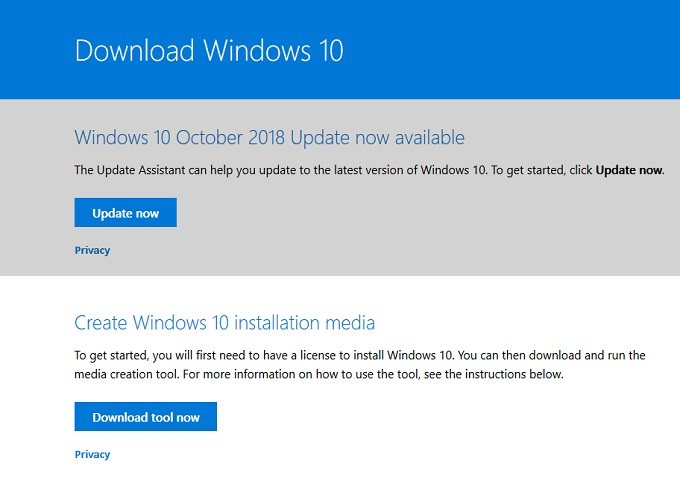 Download Windows 10
Windows 10 October 2018 Update now available
The Update Assistant can help you update to the latest version of Windows 10. To get started, click Update now.
Update now
Privacy
Create Windows 10 installation media
To get started, you will first need to have a license to install Windows 10. You can then download and run the
media creation tool. For more information on how to use the tool, see the instructions below.
Download tool now
Privacy